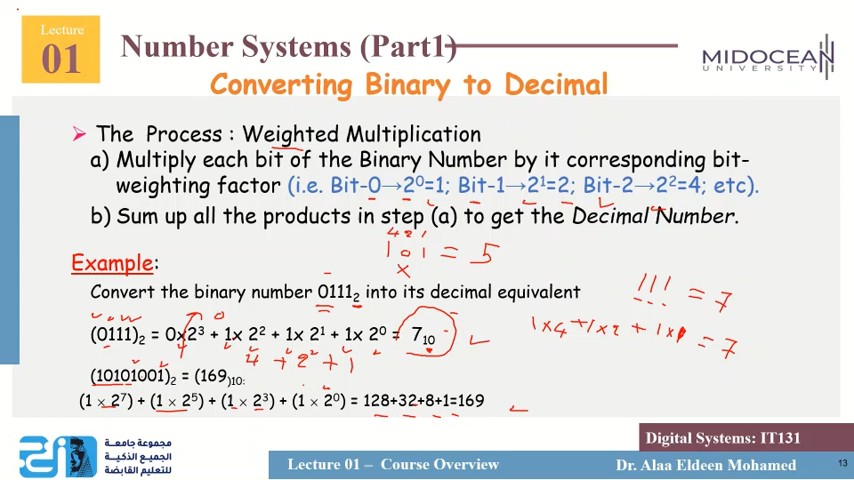 Lecture
01
Number Systems (Part1)
MIDOCEAN
UNIVERSITY
Converting Binary to Decimal
➤ The Process : Weighted Multiplication
a) Multiply each bit of the Binary Number by it corresponding bit-
weighting factor (i.e. Bit-0→2⁰=1; Bit-1→2¹=2; Bit-2→2²=4; etc).
b) Sum up all the products in step (a) to get the Decimal Number.
4 2 1
1 0 1 = 5
Example:
Convert the binary number 0111₂ into its decimal equivalent
111 = 7
(0111)₂ = 0x2³ + 1x 2² + 1x 2¹ + 1x 2⁰ = 7₁₀
1x4 + 1x2 + 1x1 = 7
4 + 2 + 1
(10101001)₂ = (169)₁₀:
(1 × 2⁷) + (1 × 2⁵) + (1 × 2³) + (1 × 2⁰) = 128+32+8+1=169
مجموعة جامعة
الجميع الذكية
للتعليم القابضة
Digital Systems: IT131
Lecture 01 – Course Overview
Dr. Alaa Eldeen Mohamed
13